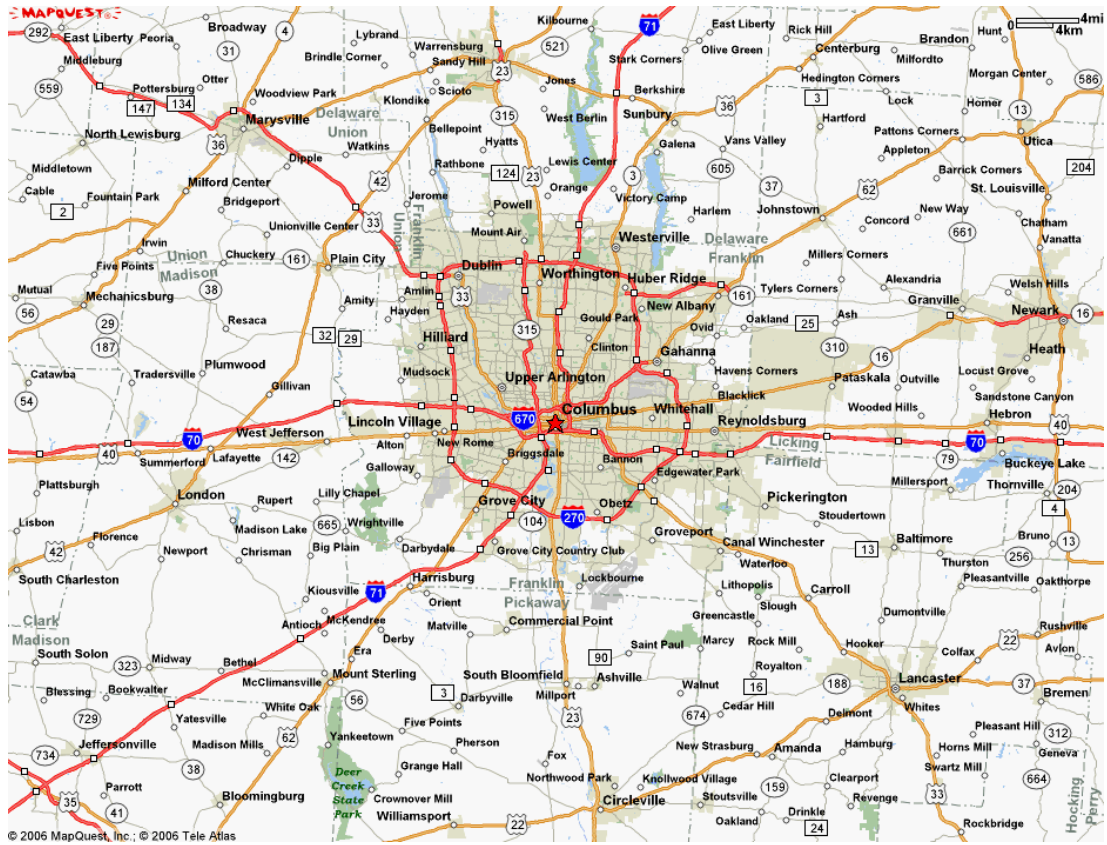 MAPQUEST
4mi
4km
0
292
East Liberty
Peoria
Broadway
31
4
Lybrand
Warrensburg
Kilbourne
521
71
East Liberty
Rick Hill
Centerburg
Brandon
Hunt
Middleburg
Brindle Corner
Sandy Hill
23
Stark Corners
Olive Green
Milfordto
559
Pottersburg
Otter
Hedington Corners
Morgan Center
586
147
134
Woodview Park
Klondike
Scioto
Jones
Berkshire
36
3
Lock
Homer
13
Marysville
Delaware
Union
Bellepoint
315
West Berlin
Sunbury
Hartford
Pattons Corners
North Lewisburg
36
Watkins
Hyatts
Galena
Vans Valley
Appleton
Utica
Middletown
Dipple
Rathbone
124
23
Lewis Center
3
605
37
62
Barrick Corners
204
Cable
Fountain Park
Milford Center
42
Jerome
Orange
Victory Camp
St. Louisville
2
Bridgeport
Powell
Harlem
Johnstown
Concord
New Way
Chatham
Unionville Center
33
Franklin
Union
Mount Air
Westerville
Delaware
Franklin
661
Vanatta
Irwin
Union
Madison
Chuckery
161
Plain City
Dublin
Worthington
Huber Ridge
Millers Corners
Five Points
Mutual
38
Amity
Amlin
33
New Albany
161
Tylers Corners
Alexandria
Welsh Hills
Mechanicsburg
Hayden
Gould Park
Oakland
Ash
Granville
Newark
16
56
29
Resaca
32
29
Hilliard
315
Clinton
Ovid
25
310
187
Gahanna
16
Heath
Catawba
Tradersville
Plumwood
Mudsock
Upper Arlington
Havens Corners
Pataskala
Outville
Locust Grove
54
Gillivan
Blacklick
Sandstone Canyon
670
Columbus
Whitehall
Wooded Hills
Hebron
70
West Jefferson
Lincoln Village
Reynoldsburg
40
40
Summerford
Lafayette
142
Alton
New Rome
Briggsdale
Bannon
Licking
Fairfield
79
70
Buckeye Lake
Plattsburgh
Galloway
Edgewater Park
Millersport
Thornville
London
Rupert
Lilly Chapel
Grove City
Obetz
Pickerington
204
Lisbon
Madison Lake
665
Wrightville
104
270
Stoudertown
4
Florence
42
Newport
Chrisman
Big Plain
Darbydale
Grove City Country Club
Groveport
Canal Winchester
13
Baltimore
Bruno
13
256
South Charleston
71
Harrisburg
Franklin
Pickaway
Lockbourne
Waterloo
Thurston
Pleasantville
Oakthorpe
Kiousville
Orient
Lithopolis
Slough
Carroll
Clark
Madison
Antioch
McKendree
Matville
Commercial Point
Greencastle
Dumontville
Rushville
South Solon
Derby
Saint Paul
Marcy
Rock Mill
Hooker
22
323
Midway
Bethel
Era
90
Royalton
Colfax
Avlon
McClimansville
Mount Sterling
South Bloomfield
Ashville
16
188
Lancaster
37
Blessing
Bookwalter
White Oak
56
3
Darbyville
Millport
Walnut
Cedar Hill
Whites
Bremen
729
Yatesville
62
Five Points
23
674
Delmont
Pleasant Hill
312
734
Jeffersonville
Madison Mills
Yankeetown
Pherson
New Strasburg
Amanda
Hamburg
Horns Mill
Geneva
38
Grange Hall
Fox
Swartz Mill
664
Parrott
Deer
Creek
State
Park
Northwood Park
Knollwood Village
159
Clearport
33
35
41
Bloomingburg
Crownover Mill
Circleville
Stoutsville
Drinkle
Revenge
Hocking
Perry
Williamsport
22
Oakland
24
Rockbridge
© 2006 MapQuest, Inc.; © 2006 Tele Atlas